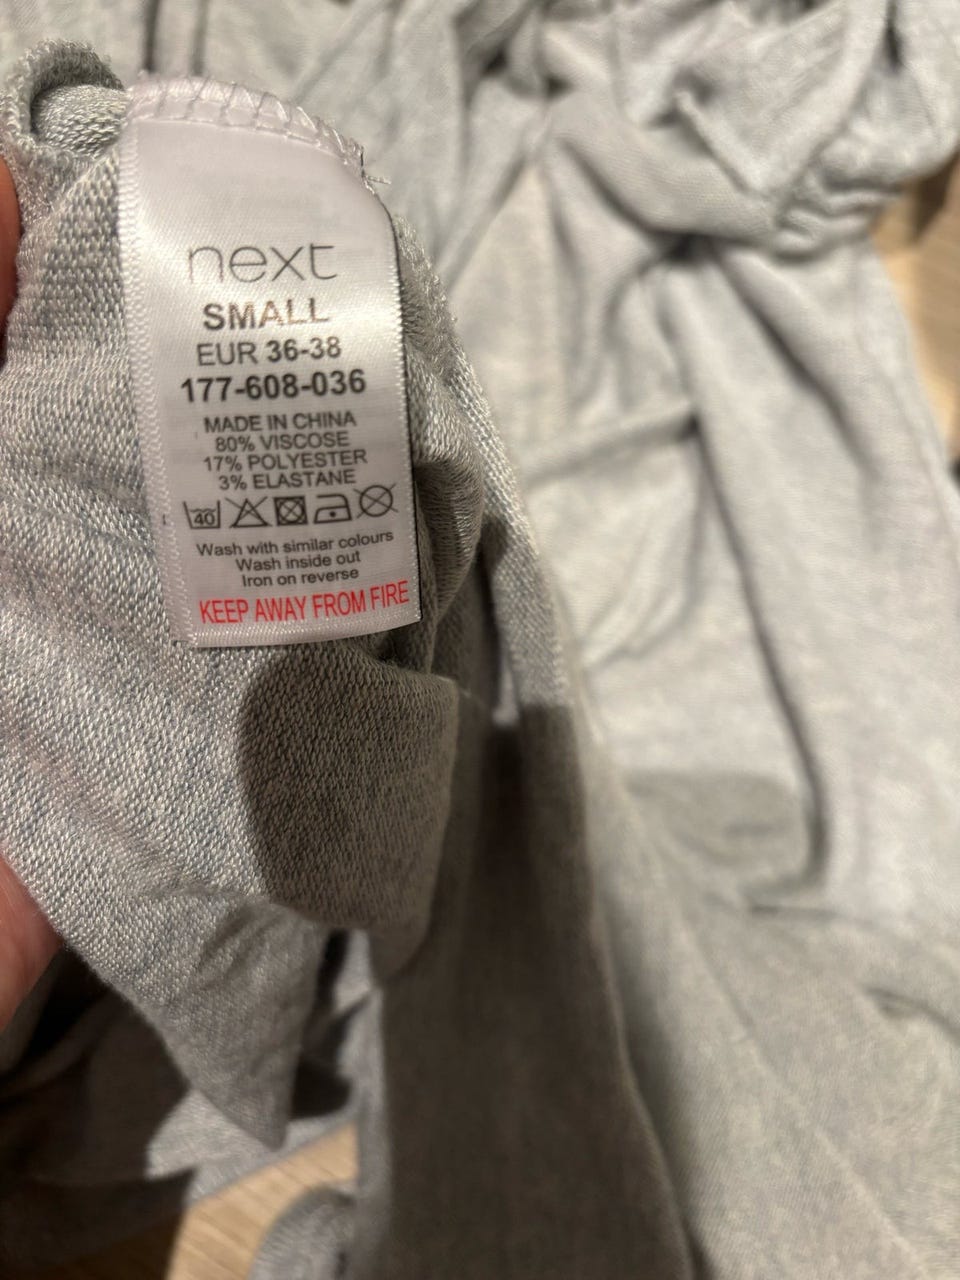 next
SMALL
EUR 36-38
177-608-036
MADE IN CHINA
80% VISCOSE
17% POLYESTER
3% ELASTANE
40
Wash with similar colours
Wash inside out
Iron on reverse
KEEP AWAY FROM FIRE